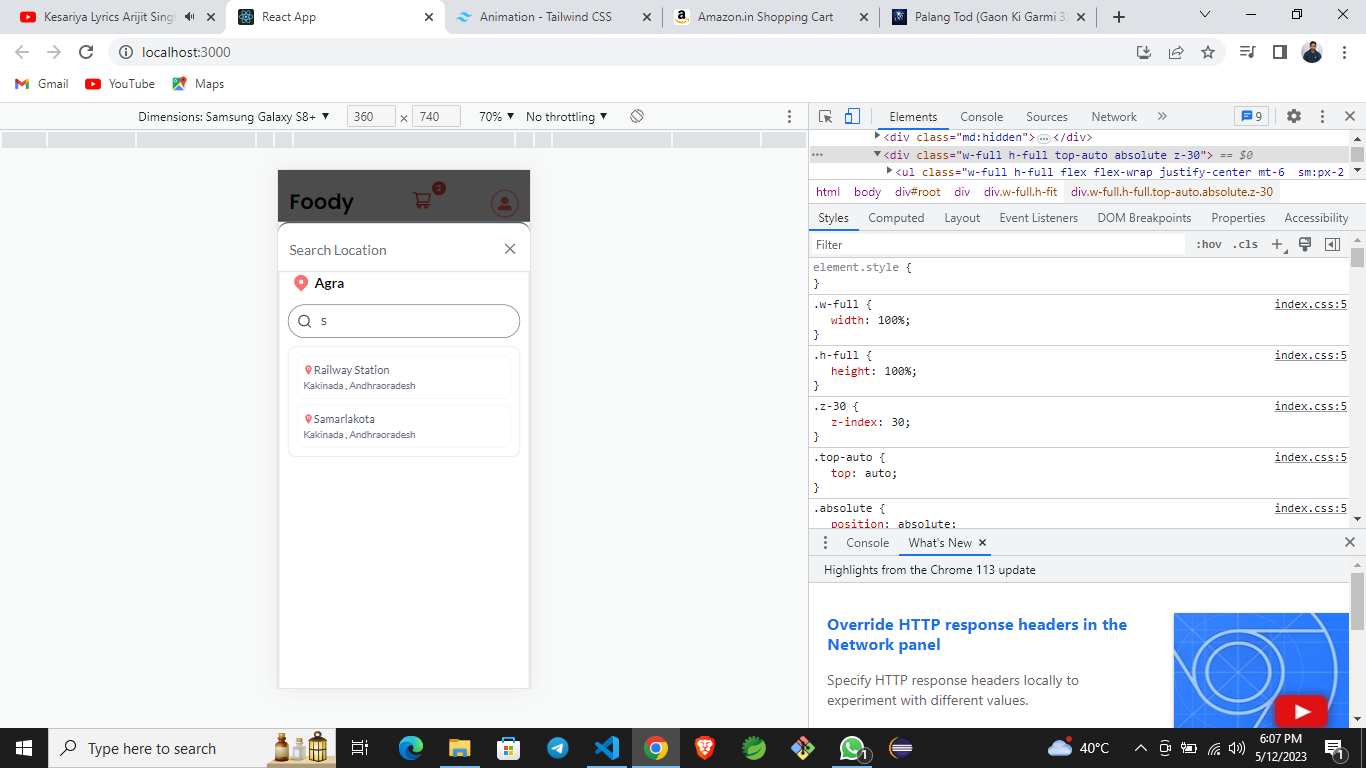 Kesariya Lyrics Arijit Sing
React App
Animation - Tailwind CSS
Amazon.in Shopping Cart
Palang Tod (Gaon Ki Garmi 3)
localhost:3000
Gmail YouTube Maps
Dimensions: Samsung Galaxy S8+ ▼ 360 × 740 70% ▼ No throttling ▼
Foody 2
Search Location
Agra
s
Railway Station
Kakinada , Andhraoradesh
Samarlakota
Kakinada , Andhraoradesh
Elements Console Sources Network » 9
<div class="md:hidden">…</div>
<div class="w-full h-full top-auto absolute z-30"> == $0
<ul class="w-full h-full flex flex-wrap justify-center mt-6 sm:px-2
html body div#root div div.w-full.h-fit div.w-full.h-full.top-auto.absolute.z-30
Styles Computed Layout Event Listeners DOM Breakpoints Properties Accessibility
Filter :hov .cls
element.style {
}
.w-full { index.css:5
width: 100%;
}
.h-full { index.css:5
height: 100%;
}
.z-30 { index.css:5
z-index: 30;
}
.top-auto { index.css:5
top: auto;
}
.absolute { index.css:5
position: absolute;
Console What's New
Highlights from the Chrome 113 update
Override HTTP response headers in the
Network panel
Specify HTTP response headers locally to
experiment with different values.
Type here to search
1
40°C
6:07 PM
5/12/2023
1